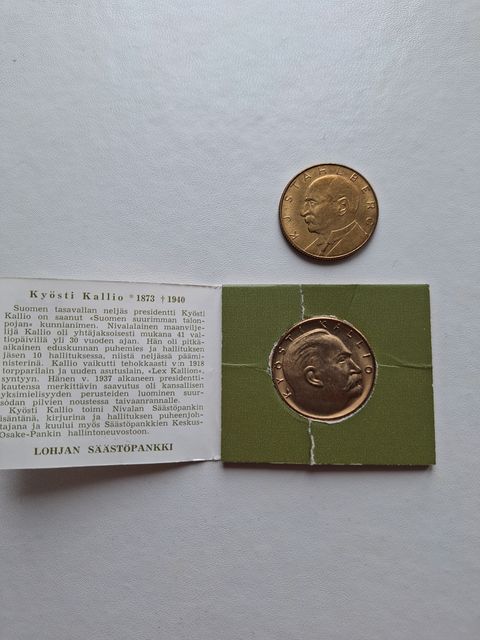 K. J. STÅHLBERG
Kyösti Kallio * 1873 † 1940
Suomen tasavallan neljäs presidentti Kyösti
Kallio on saanut «Suomen suurimman talon-
pojan» kunnianimen. Nivalalainen maanvilje-
lijä Kallio oli yhtäjaksoisesti mukana 41 val-
tiopäivillä yli 30 vuoden ajan. Hän oli pitkä-
aikainen eduskunnan puhemies ja hallituksen
jäsen 10 hallituksessa, niistä neljässä päämi-
nisterinä. Kallio vaikutti tehokkaasti v:n 1918
torpparilain ja uuden asutuslain, «Lex Kallion»,
syntyyn. Hänen v. 1937 alkaneen presidentti-
kautensa merkittävin saavutus oli kansallisen
yksimielisyyden perusteiden luominen suur-
sodan pilvien noustessa taivaanrannalle.
Kyösti Kallio toimi Nivalan Säästöpankin
isäntänä, kirjurina ja hallituksen puheenjoh-
tajana ja kuului myös Säästöpankkien Keskus-
Osake-Pankin hallintoneuvostoon.
LOHJAN SÄÄSTÖPANKKI
KYÖSTI KALLIO